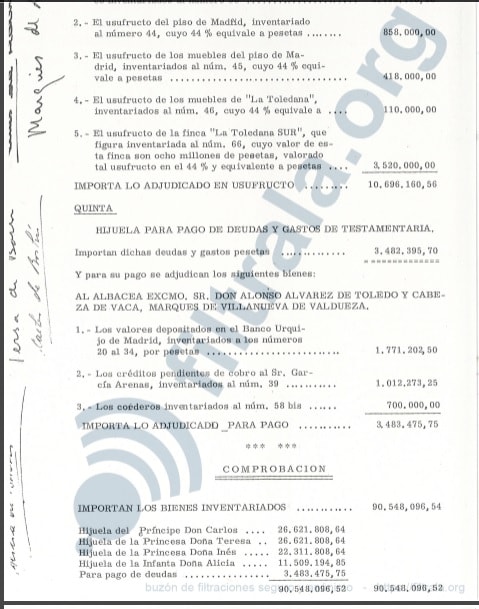 2. - El usufructo del piso de Madrid, inventariado
al número 44, cuyo 44 % equivale a pesetas ........ 858.000,00
3. - El usufructo de los muebles del piso de Ma-
drid, inventariados al núm. 45, cuyo 44 % equi-
vale a pesetas ........................ 418.000,00
4. - El usufructo de los muebles de "La Toledana",
inventariados al núm. 46, cuyo 44 % equivale a .... 110.000,00
5. - El usufructo de la finca "La Toledana SUR", que
figura inventariada al núm. 66, cuyo valor de es-
ta finca son ocho millones de pesetas, valorado
tal usufructo en el 44 % y equivalente a pesetas .... 3,520.000,00
IMPORTA LO ADJUDICADO EN USUFRUCTO ......... 10,696.160,56
QUINTA
HIJUELA PARA PAGO DE DEUDAS Y GASTOS DE TESTAMENTARIA.
Importan dichas deudas y gastos pesetas .............. 3,482.395,70
==============
Y para su pago se adjudican los siguientes bienes:
AL ALBACEA EXCMO. SR. DON ALONSO ALVAREZ DE TOLEDO Y CABE-
ZA DE VACA, MARQUES DE VILLANUEVA DE VALDUEZA.
1. - Los valores depositados en el Banco Urqui-
jo de Madrid, inventariados a los números
20 al 34, por pesetas ........................ 1.771.202,50
2. - Los créditos pendientes de cobro al Sr. Gar-
cía Arenas, inventariados al núm. 39 ........... 1.012.273,25
3. - Los corderos inventariados al núm. 58 bis ...... 700.000,00
IMPORTA LO ADJUDICADO PARA PAGO ........... 3.483.475,75
*** ***
COMPROBACION
IMPORTAN LOS BIENES INVENTARIADOS ........... 90.548.096,54
Hijuela del Príncipe Don Carlos .... 26.621.808,64
Hijuela de la Princesa Doña Teresa .. 26.621.808,64
Hijuela de la Princesa Doña Inés ..... 22.311.808,64
Hijuela de la Infanta Doña Alicia ..... 11.509.194,85
Para pago de deudas ................. 3.483.475,75
90.548.096,52 90.548.096,52
filtrala.org
Marques de